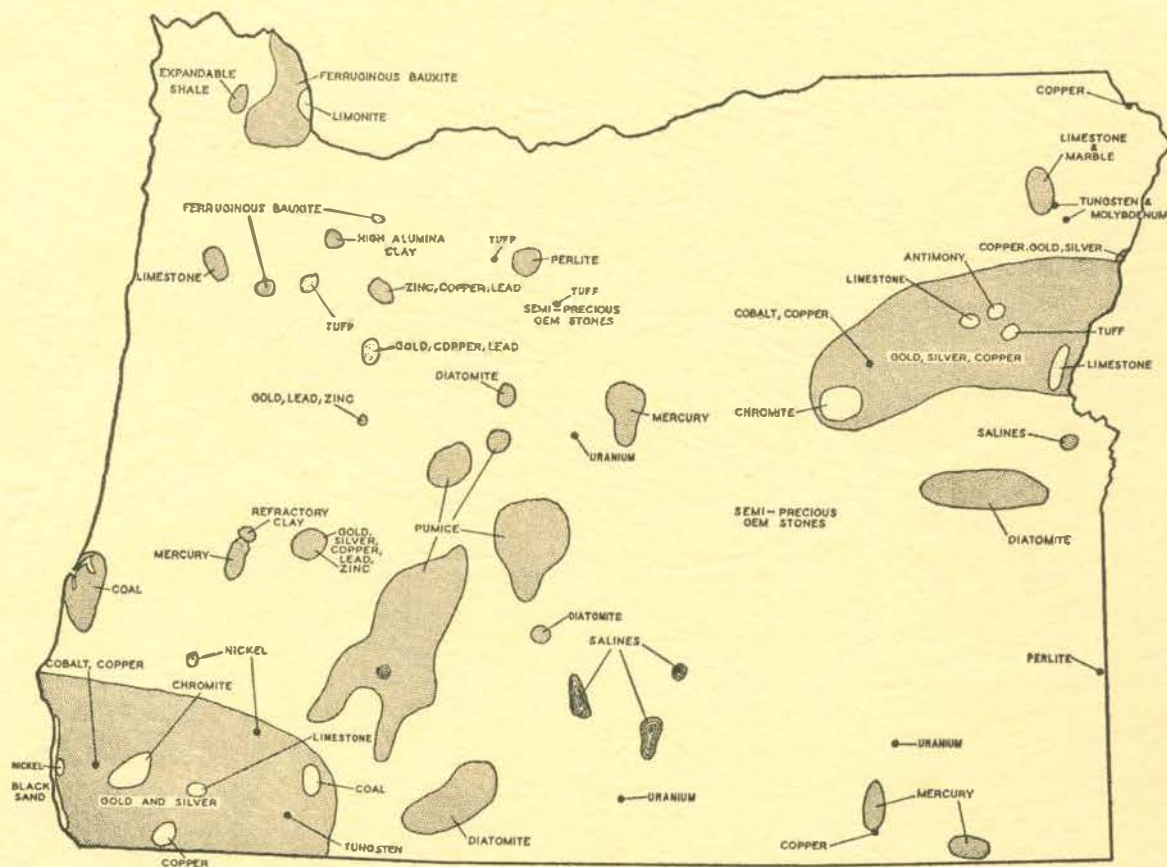 EXPANDABLE
SHALE
FERRUGINOUS BAUXITE
LIMONITE
COPPER
LIMESTONE
&
MARBLE
TUNGSTEN &
MOLYBDENUM
FERRUGINOUS BAUXITE
HIGH ALUMINA
CLAY
TUFF
PERLITE
LIMESTONE
TUFF
ZINC, COPPER, LEAD
TUFF
SEMI-PRECIOUS
GEM STONES
COPPER, GOLD, SILVER
ANTIMONY
LIMESTONE
COBALT, COPPER
TUFF
GOLD, SILVER, COPPER
LIMESTONE
GOLD, COPPER, LEAD
DIATOMITE
GOLD, LEAD, ZINC
MERCURY
CHROMITE
URANIUM
SALINES
SEMI-PRECIOUS
GEM STONES
DIATOMITE
REFRACTORY
CLAY
MERCURY
GOLD,
SILVER,
COPPER,
LEAD,
ZINC
PUMICE
COAL
DIATOMITE
SALINES
NICKEL
COBALT, COPPER
CHROMITE
PERLITE
LIMESTONE
NICKEL
BLACK
SAND
GOLD AND SILVER
COAL
URANIUM
URANIUM
MERCURY
COPPER
TUNGSTEN
DIATOMITE
COPPER